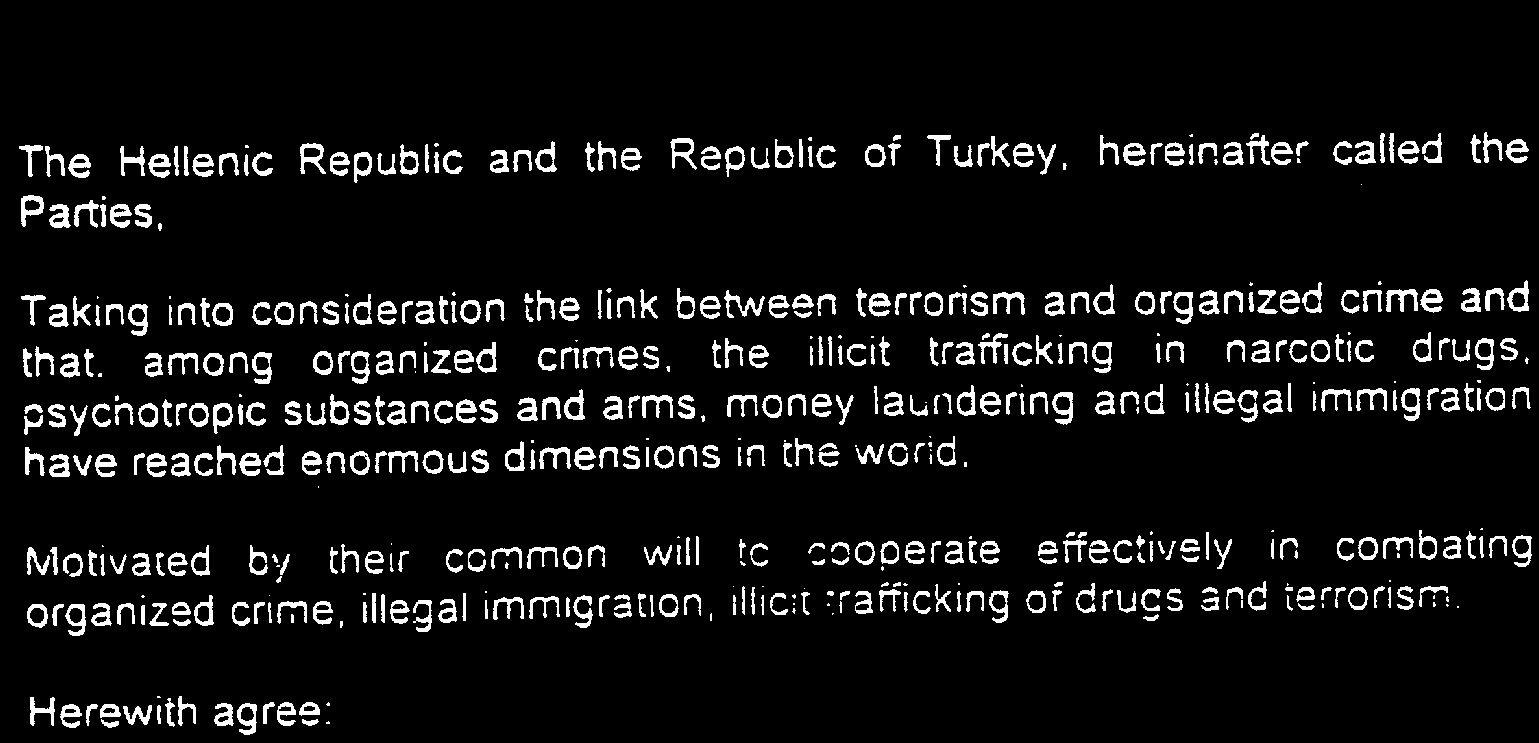 The Hellenic Republic and the Republic of Turkey, hereinafter called the
Parties,
Taking into consideration the link between terrorism and organized crime and
that, among organized crimes, the illicit trafficking in narcotic drugs,
psychotropic substances and arms, money laundering and illegal immigration
have reached enormous dimensions in the world,
Motivated by their common will to cooperate effectively in combating
organized crime, illegal immigration, illicit trafficking of drugs and terrorism.
Herewith agree: